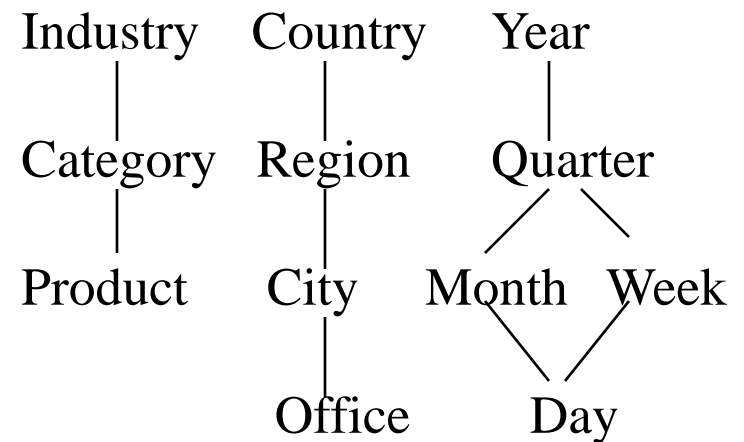 Industry Country Year
Category Region Quarter
Product City Month Week
Office Day